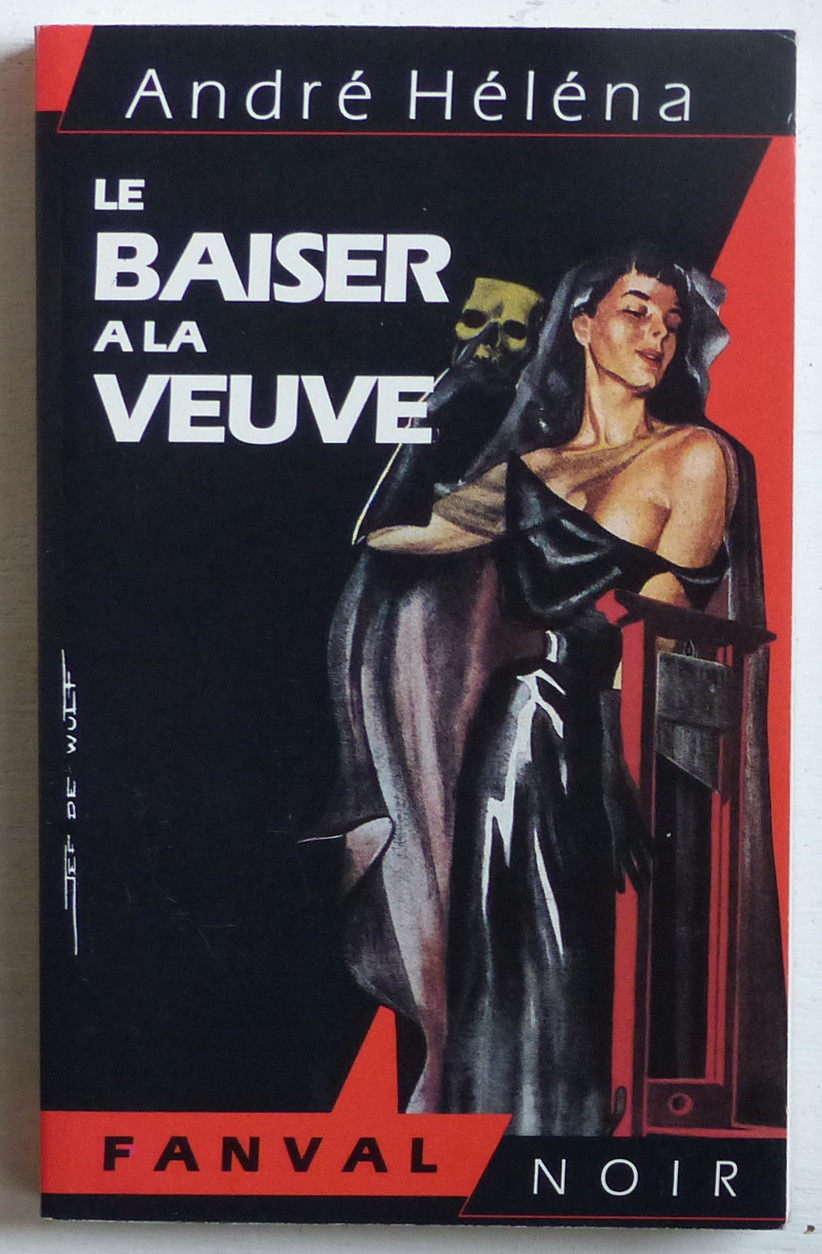 André Héléna
LE
BAISER
A LA
VEUVE
JEF DE WULF
FANVAL
NOIR